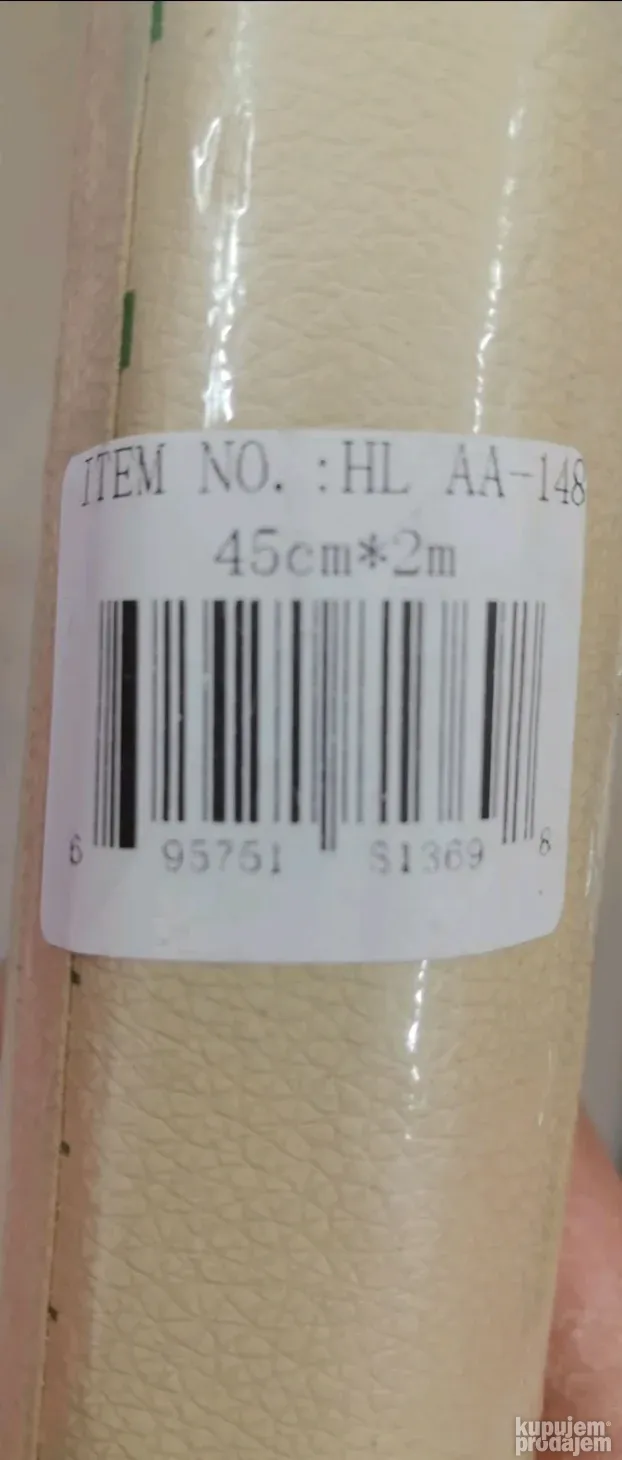 ITEM NO. :HL AA-148
45cm*2m
6 95751 81369 8
kupujem
prodajem